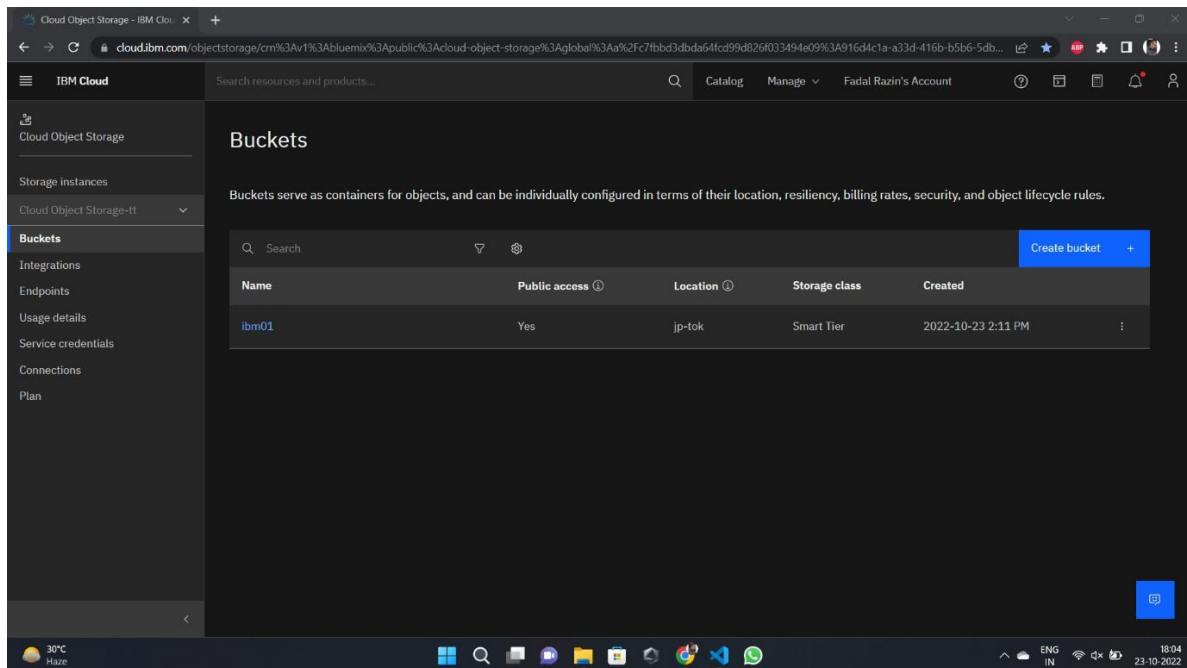 Cloud Object Storage - IBM Clou
cloud.ibm.com/objectstorage/crn%3Av1%3Abluemix%3Apublic%3Acloud-object-storage%3Aglobal%3Aa%2Fc7fbbd3dbda64fcd99d826f033494e09%3A916d4c1a-a33d-416b-b5b6-5db...
ABP
IBM Cloud
Search resources and products...
Catalog
Manage
Fadal Razin's Account
Cloud Object Storage
Storage instances
Cloud Object Storage-tt
Buckets
Integrations
Endpoints
Usage details
Service credentials
Connections
Plan
Buckets
Buckets serve as containers for objects, and can be individually configured in terms of their location, resiliency, billing rates, security, and object lifecycle rules.
Search
Create bucket +
Name Public access Location Storage class Created
ibm01 Yes jp-tok Smart Tier 2022-10-23 2:11 PM
30°C
Haze
ENG
IN
18:04
23-10-2022